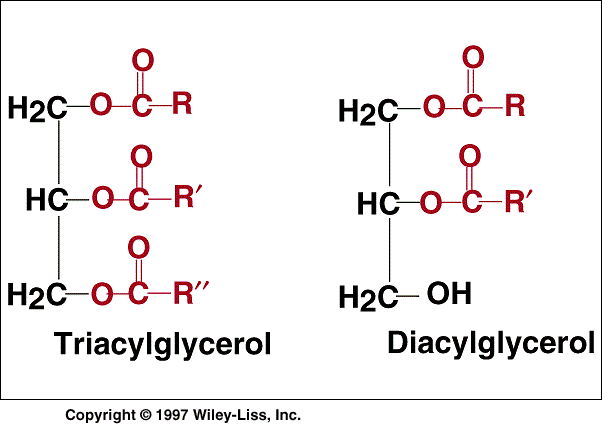 O O
H2C O C R H2C O C R
O O
HC O C R′ HC O C R′
O
H2C O C R″ H2C OH
Triacylglycerol Diacylglycerol
Copyright © 1997 Wiley-Liss, Inc.